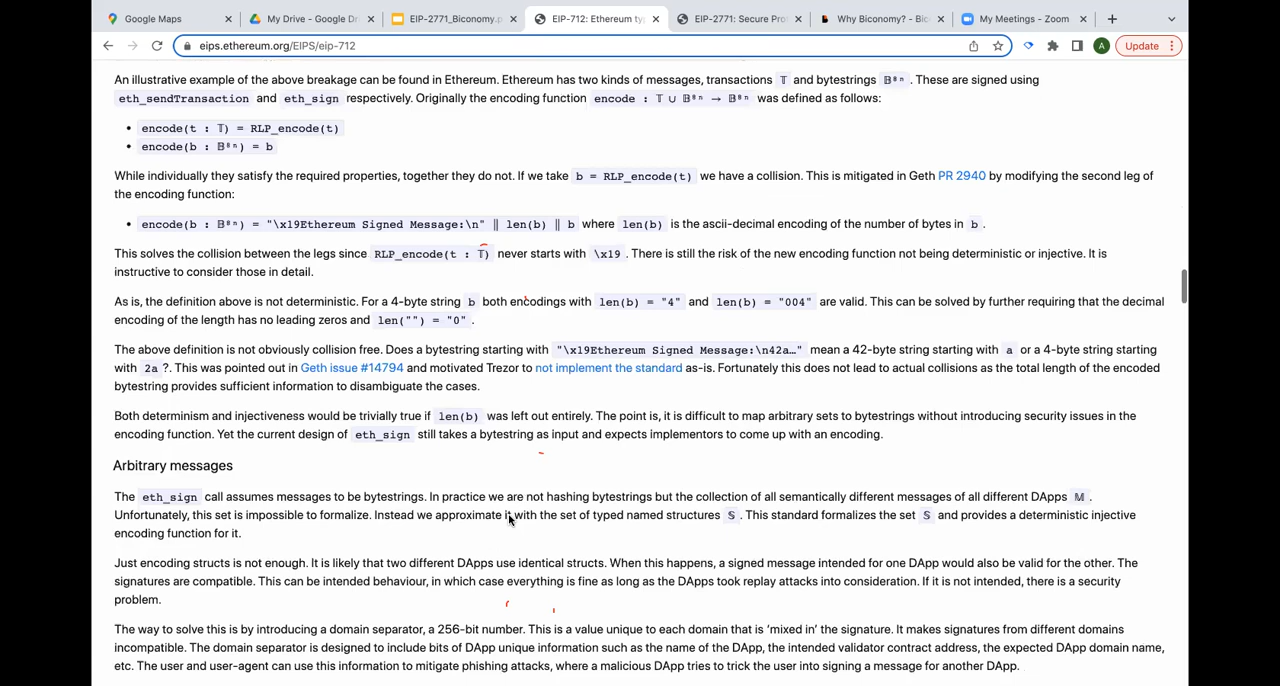 Google Maps
My Drive - Google Dr
EIP-2771_Biconomy.p
EIP-712: Ethereum ty
EIP-2771: Secure Pro
Why Biconomy? - Bic
My Meetings - Zoom
eips.ethereum.org/EIPS/eip-712
A
Update
An illustrative example of the above breakage can be found in Ethereum. Ethereum has two kinds of messages, transactions 𝕋 and bytestrings 𝔹⁸ⁿ. These are signed using
eth_sendTransaction and eth_sign respectively. Originally the encoding function encode : 𝕋 ∪ 𝔹⁸ⁿ → 𝔹⁸ⁿ was defined as follows:
• encode(t : 𝕋) = RLP_encode(t)
• encode(b : 𝔹⁸ⁿ) = b
While individually they satisfy the required properties, together they do not. If we take b = RLP_encode(t) we have a collision. This is mitigated in Geth PR 2940 by modifying the second leg of
the encoding function:
• encode(b : 𝔹⁸ⁿ) = "\x19Ethereum Signed Message:\n" ‖ len(b) ‖ b where len(b) is the ascii-decimal encoding of the number of bytes in b.
This solves the collision between the legs since RLP_encode(t : 𝕋) never starts with \x19. There is still the risk of the new encoding function not being deterministic or injective. It is
instructive to consider those in detail.
As is, the definition above is not deterministic. For a 4-byte string b both encodings with len(b) = "4" and len(b) = "004" are valid. This can be solved by further requiring that the decimal
encoding of the length has no leading zeros and len("") = "0".
The above definition is not obviously collision free. Does a bytestring starting with "\x19Ethereum Signed Message:\n42a…" mean a 42-byte string starting with a or a 4-byte string starting
with 2a?. This was pointed out in Geth issue #14794 and motivated Trezor to not implement the standard as-is. Fortunately this does not lead to actual collisions as the total length of the encoded
bytestring provides sufficient information to disambiguate the cases.
Both determinism and injectiveness would be trivially true if len(b) was left out entirely. The point is, it is difficult to map arbitrary sets to bytestrings without introducing security issues in the
encoding function. Yet the current design of eth_sign still takes a bytestring as input and expects implementors to come up with an encoding.
Arbitrary messages
The eth_sign call assumes messages to be bytestrings. In practice we are not hashing bytestrings but the collection of all semantically different messages of all different DApps 𝕄.
Unfortunately, this set is impossible to formalize. Instead we approximate it with the set of typed named structures 𝕊. This standard formalizes the set 𝕊 and provides a deterministic injective
encoding function for it.
Just encoding structs is not enough. It is likely that two different DApps use identical structs. When this happens, a signed message intended for one DApp would also be valid for the other. The
signatures are compatible. This can be intended behaviour, in which case everything is fine as long as the DApps took replay attacks into consideration. If it is not intended, there is a security
problem.
The way to solve this is by introducing a domain separator, a 256-bit number. This is a value unique to each domain that is 'mixed in' the signature. It makes signatures from different domains
incompatible. The domain separator is designed to include bits of DApp unique information such as the name of the DApp, the intended validator contract address, the expected DApp domain name,
etc. The user and user-agent can use this information to mitigate phishing attacks, where a malicious DApp tries to trick the user into signing a message for another DApp.